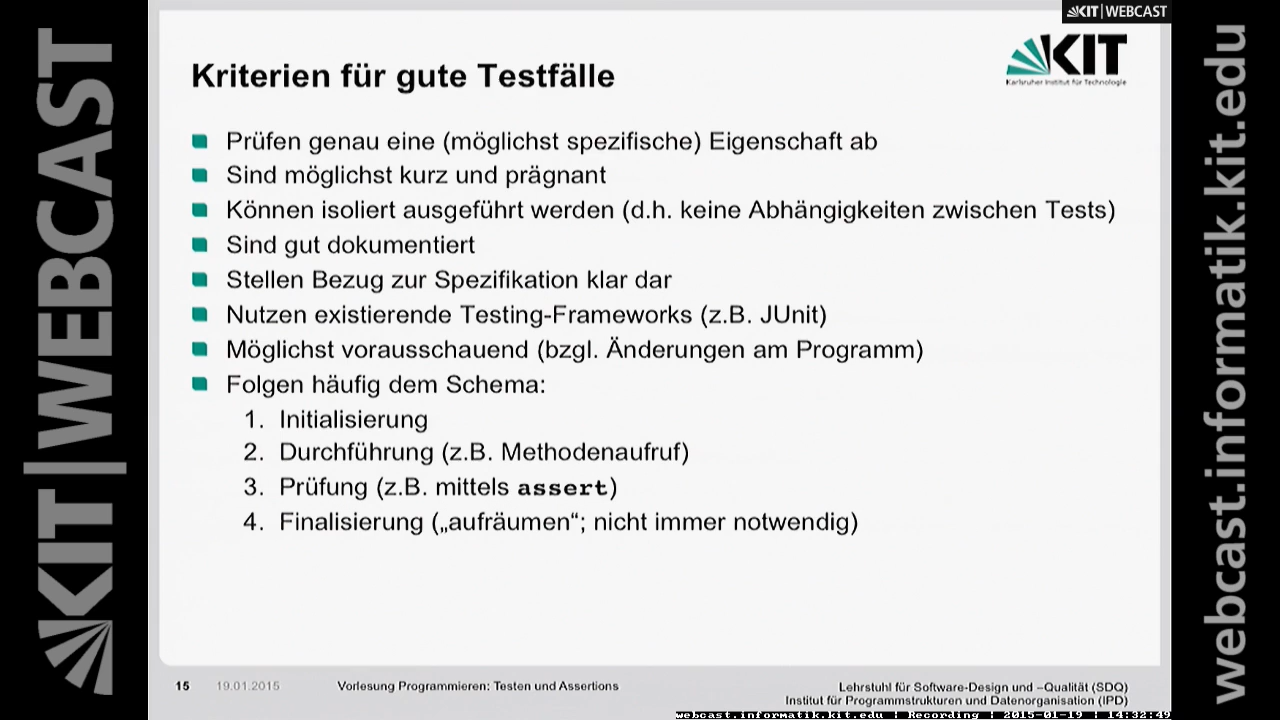 KIT|WEBCAST
KIT|WEBCAST
webcast.informatik.kit.edu
KIT
Karlsruher Institut für Technologie
Kriterien für gute Testfälle
Prüfen genau eine (möglichst spezifische) Eigenschaft ab
Sind möglichst kurz und prägnant
Können isoliert ausgeführt werden (d.h. keine Abhängigkeiten zwischen Tests)
Sind gut dokumentiert
Stellen Bezug zur Spezifikation klar dar
Nutzen existierende Testing-Frameworks (z.B. JUnit)
Möglichst vorausschauend (bzgl. Änderungen am Programm)
Folgen häufig dem Schema:
1. Initialisierung
2. Durchführung (z.B. Methodenaufruf)
3. Prüfung (z.B. mittels assert)
4. Finalisierung („aufräumen“; nicht immer notwendig)
15 19.01.2015 Vorlesung Programmieren: Testen und Assertions
Lehrstuhl für Software-Design und –Qualität (SDQ)
Institut für Programmstrukturen und Datenorganisation (IPD)
webcast.informatik.kit.edu | Recording | 2015-01-19 | 14:32:49